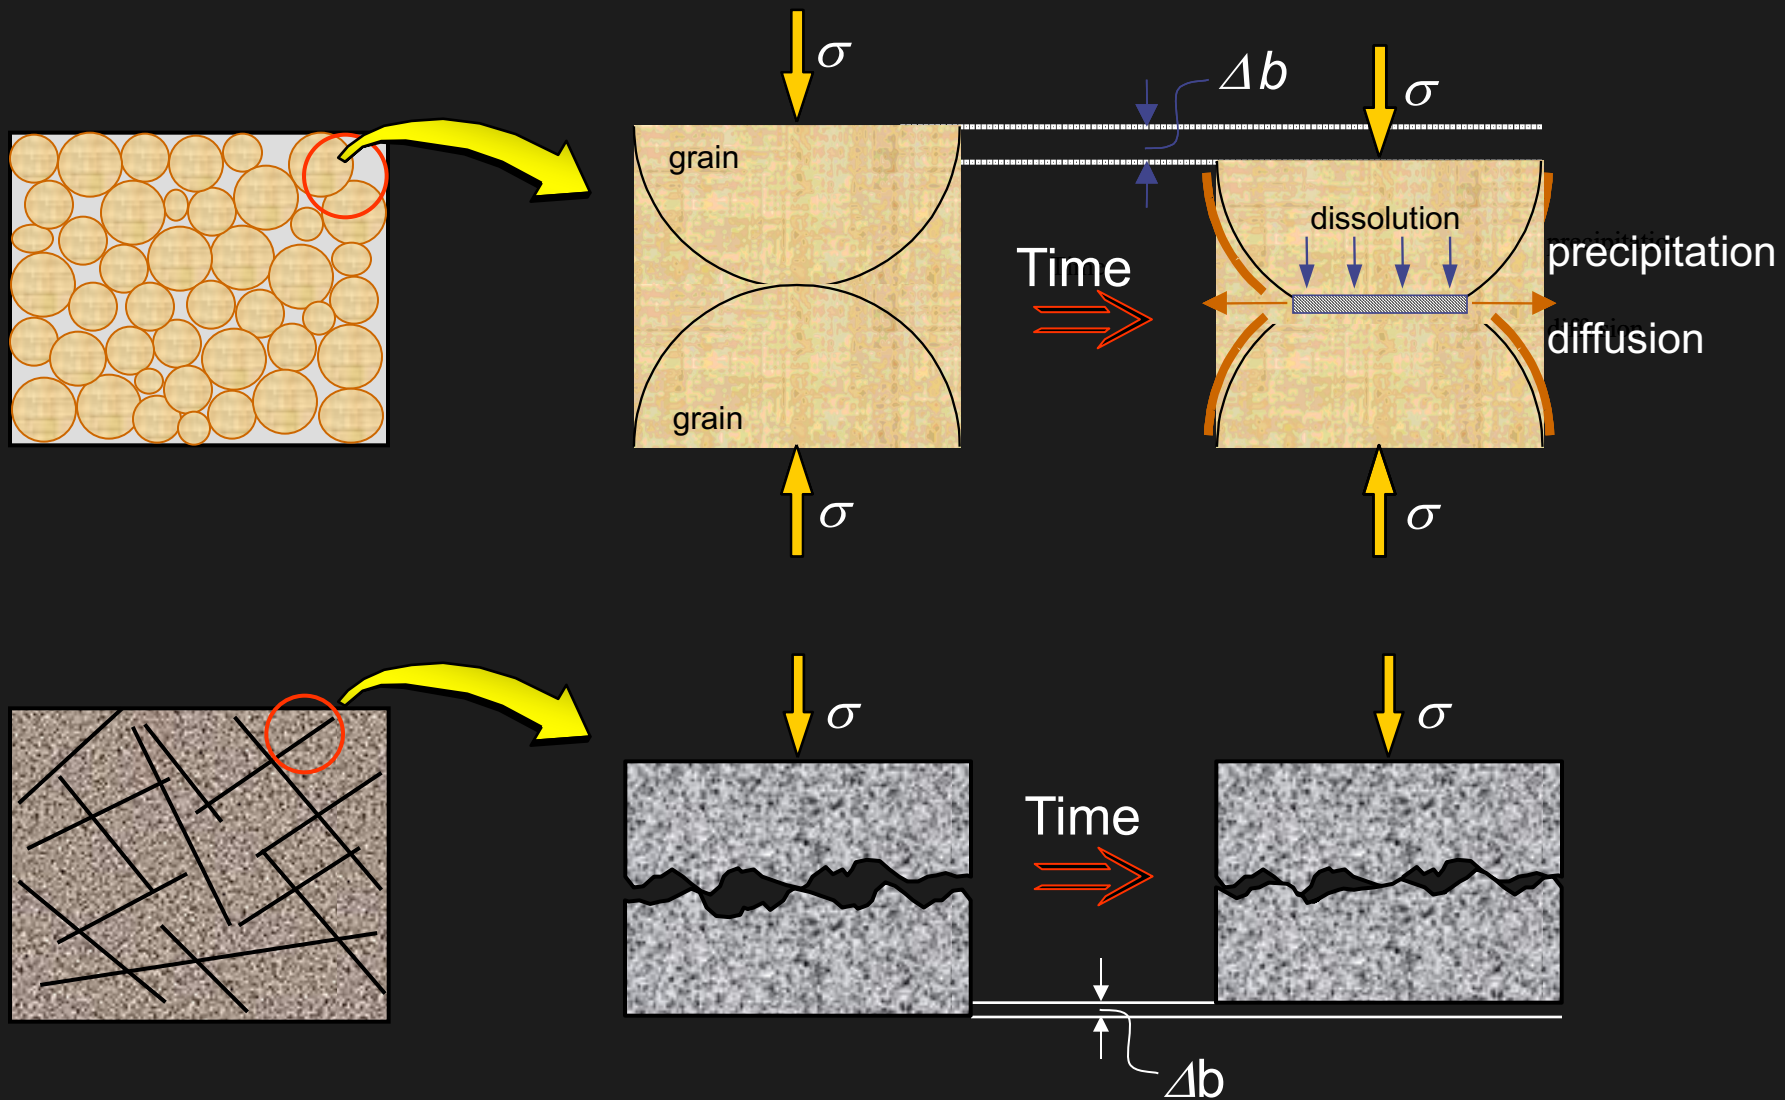 σ
Δb
σ
grain
dissolution
Time
precipitation
diffusion
grain
σ
σ
σ
σ
Time
Δb